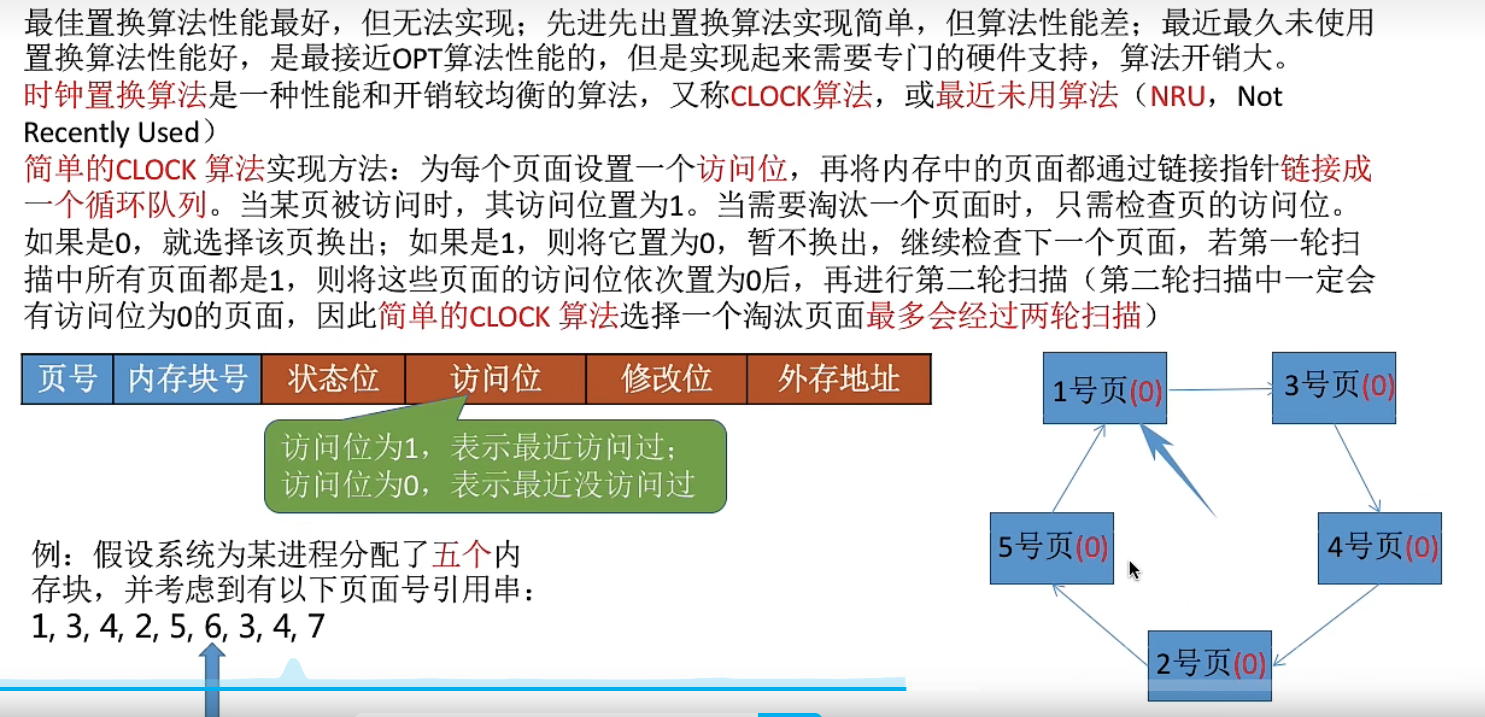 最佳置换算法性能最好，但无法实现；先进先出置换算法实现简单，但算法性能差；最近最久未使用
置换算法性能好，是最接近OPT算法性能的，但是实现起来需要专门的硬件支持，算法开销大。
时钟置换算法是一种性能和开销较均衡的算法，又称CLOCK算法，或最近未用算法（NRU，Not
Recently Used）
简单的CLOCK 算法实现方法：为每个页面设置一个访问位，再将内存中的页面都通过链接指针链接成
一个循环队列。当某页被访问时，其访问位置为1。当需要淘汰一个页面时，只需检查页的访问位。
如果是0，就选择该页换出；如果是1，则将它置为0，暂不换出，继续检查下一个页面，若第一轮扫
描中所有页面都是1，则将这些页面的访问位依次置为0后，再进行第二轮扫描（第二轮扫描中一定会
有访问位为0的页面，因此简单的CLOCK 算法选择一个淘汰页面最多会经过两轮扫描）
页号 内存块号 状态位 访问位 修改位 外存地址
访问位为1，表示最近访问过；
访问位为0，表示最近没访问过
例：假设系统为某进程分配了五个内
存块，并考虑到有以下页面号引用串：
1, 3, 4, 2, 5, 6, 3, 4, 7
1号页(0)
3号页(0)
5号页(0)
4号页(0)
2号页(0)